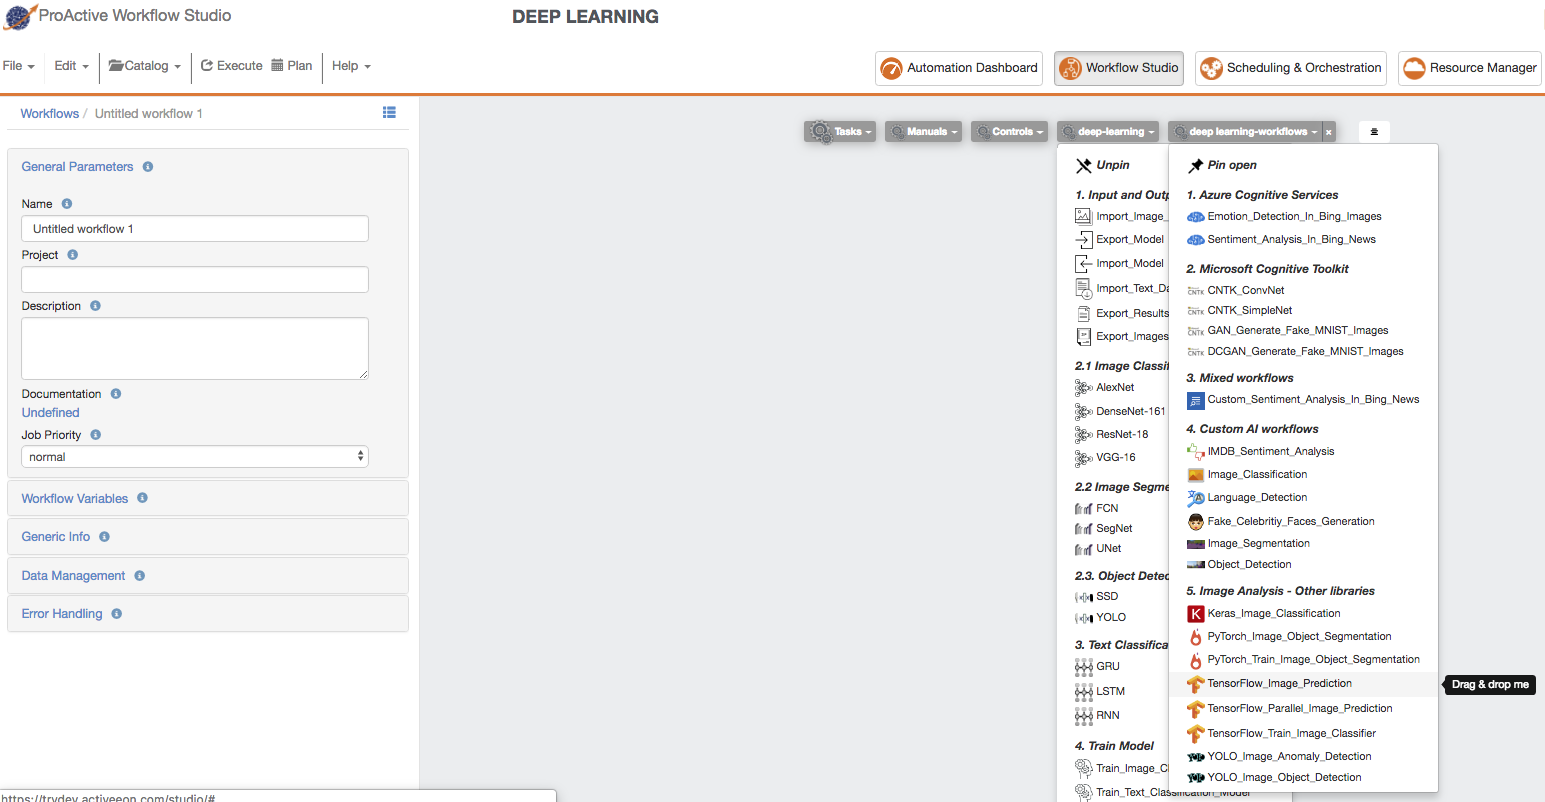 ProActive Workflow Studio
DEEP LEARNING
File Edit Catalog Execute Plan Help
Automation Dashboard Workflow Studio Scheduling & Orchestration Resource Manager
Workflows / Untitled workflow 1
General Parameters
Name
Untitled workflow 1
Project
Description
Documentation
Undefined
Job Priority
normal
Workflow Variables
Generic Info
Data Management
Error Handling
https://trydev.activeeon.com/studio/#
Tasks Manuals Controls deep-learning deep learning-workflows x
Unpin
1. Input and Outp
Import_Image_
Export_Model
Import_Model
Import_Text_Da
Export_Results
Export_Images
2.1 Image Classif
AlexNet
DenseNet-161
ResNet-18
VGG-16
2.2 Image Segme
FCN
SegNet
UNet
2.3. Object Detec
SSD
YOLO
3. Text Classifica
GRU
LSTM
RNN
4. Train Model
Train_Image_Cl
Train_Text_Classification_Model
Pin open
1. Azure Cognitive Services
Emotion_Detection_In_Bing_Images
Sentiment_Analysis_In_Bing_News
2. Microsoft Cognitive Toolkit
CNTK CNTK_ConvNet
CNTK CNTK_SimpleNet
CNTK GAN_Generate_Fake_MNIST_Images
CNTK DCGAN_Generate_Fake_MNIST_Images
3. Mixed workflows
Custom_Sentiment_Analysis_In_Bing_News
4. Custom AI workflows
IMDB_Sentiment_Analysis
Image_Classification
Language_Detection
Fake_Celebritiy_Faces_Generation
Image_Segmentation
Object_Detection
5. Image Analysis - Other libraries
K Keras_Image_Classification
PyTorch_Image_Object_Segmentation
PyTorch_Train_Image_Object_Segmentation
TensorFlow_Image_Prediction
Drag & drop me
TensorFlow_Parallel_Image_Prediction
TensorFlow_Train_Image_Classifier
YOLO YOLO_Image_Anomaly_Detection
YOLO YOLO_Image_Object_Detection